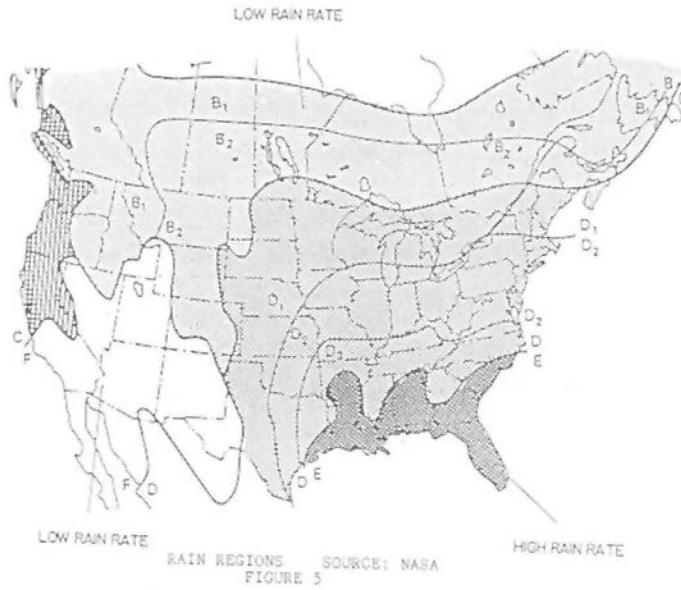 LOW RAIN RATE
B₁
B
B₂
B₁
B₂
B₁
B₂
D₁
D₂
D₁
D₂
D₃
D₂
D
E
C
F
F
D
D
E
LOW RAIN RATE
HIGH RAIN RATE
RAIN REGIONS SOURCE: NASA
FIGURE 5